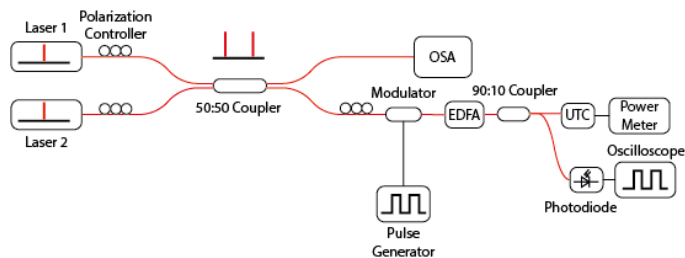 Laser 1
Polarization
Controller
OSA
50:50 Coupler
Laser 2
Modulator
90:10 Coupler
EDFA
UTC
Power
Meter
Oscilloscope
Photodiode
Pulse
Generator